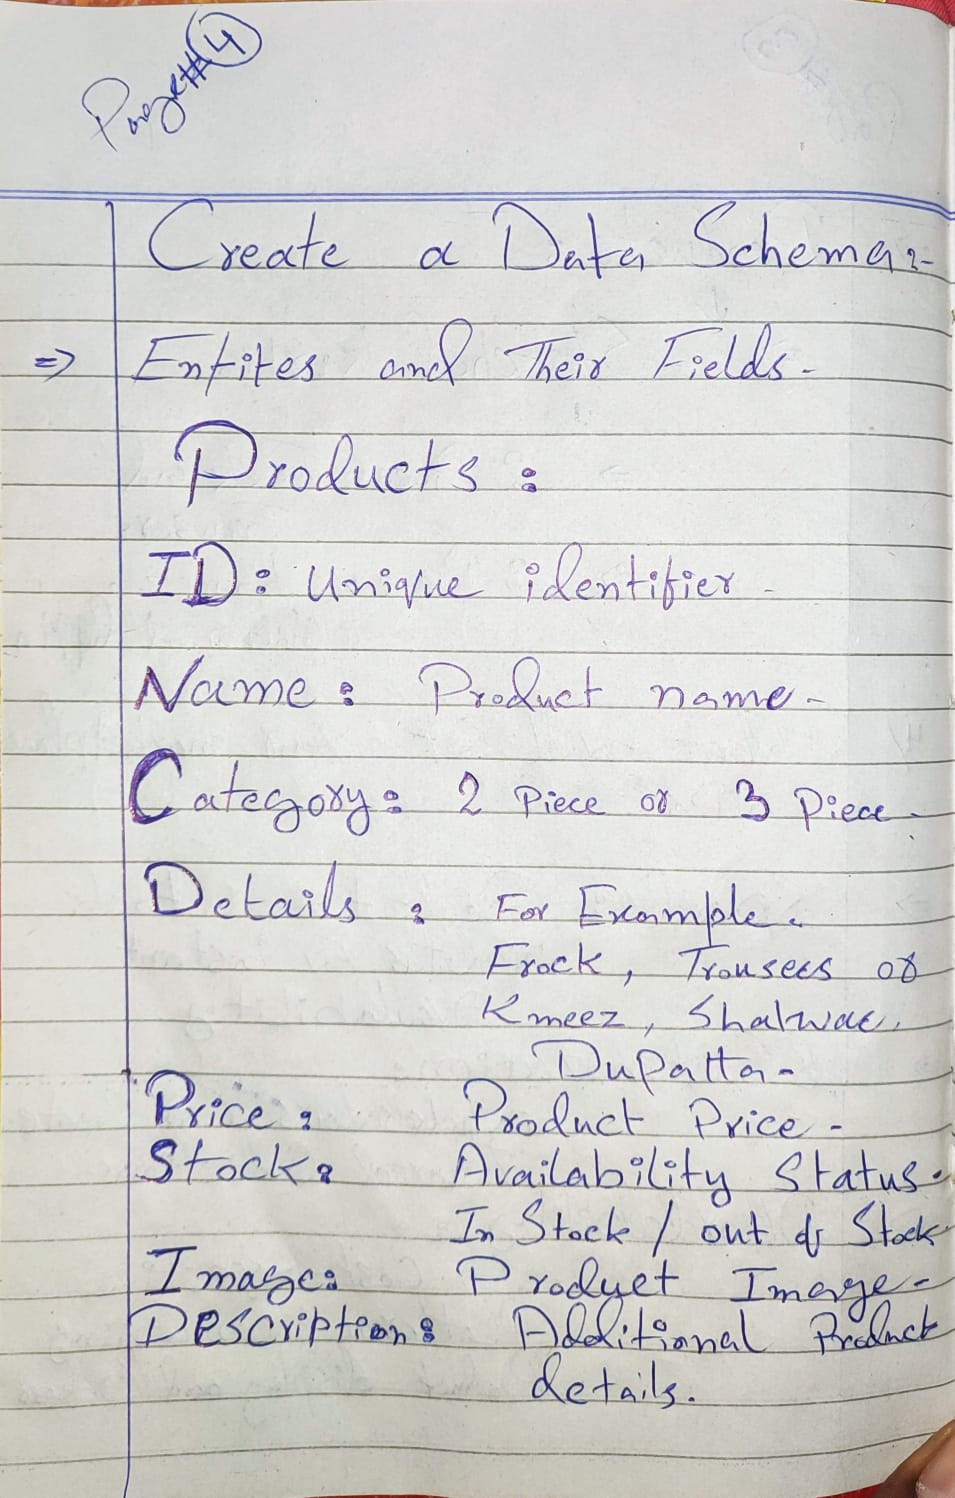 Page# 4
Create a Data Schema:-
=> Entites and Their Fields -
Products :
ID: Unique identifier -
Name : Product name -
Category : 2 Piece or 3 Piece.
Details : For Example.
Frock, Trousees or
Kmeez, Shalwar.
Dupatta -
Price : Product Price -
Stock : Availability Status.
In Stock / out of Stock
Image : Product Image -
Description : Additional Product
details.